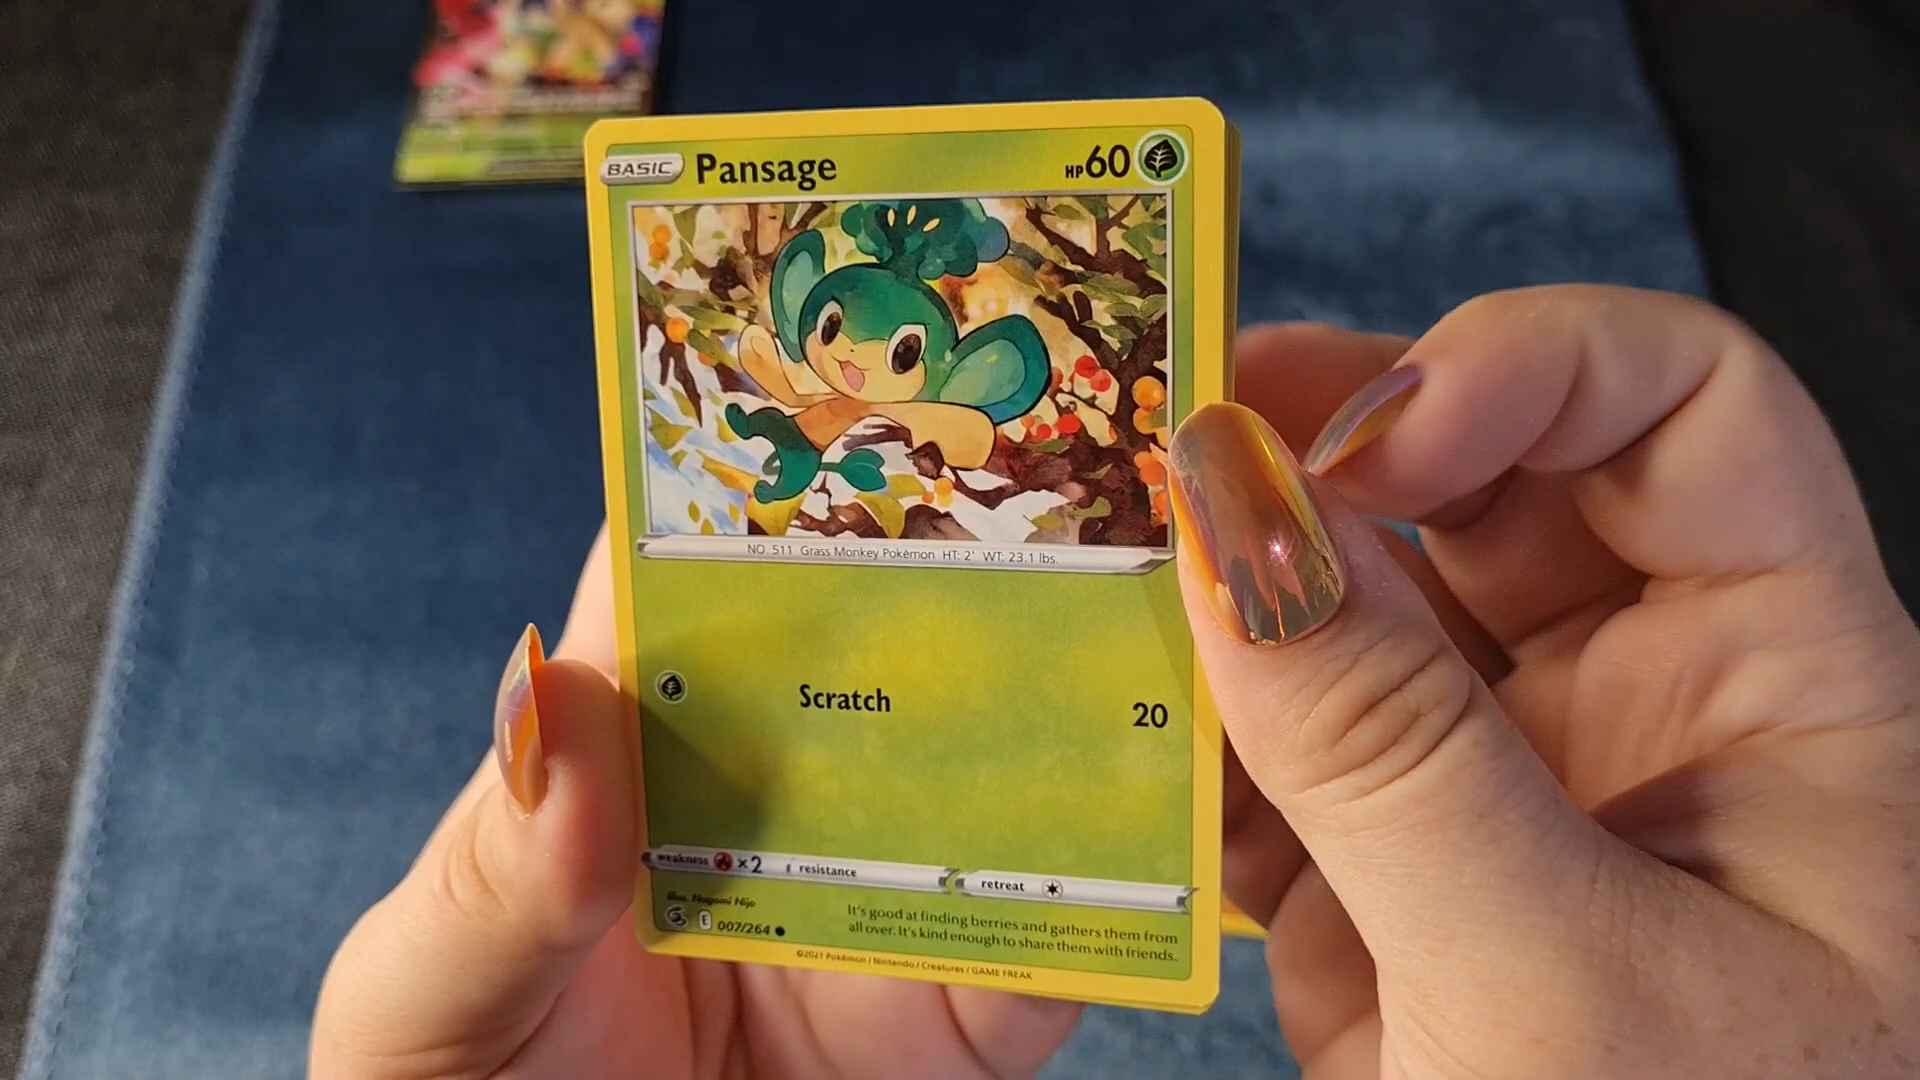 BASIC Pansage HP 60
NO. 511 Grass Monkey Pokémon HT: 2' WT: 23.1 lbs.
Scratch 20
weakness ×2 resistance retreat
Illus. Nagomi Nijo
E 007/264
It's good at finding berries and gathers them from
all over. It's kind enough to share them with friends.
©2021 Pokémon / Nintendo / Creatures / GAME FREAK